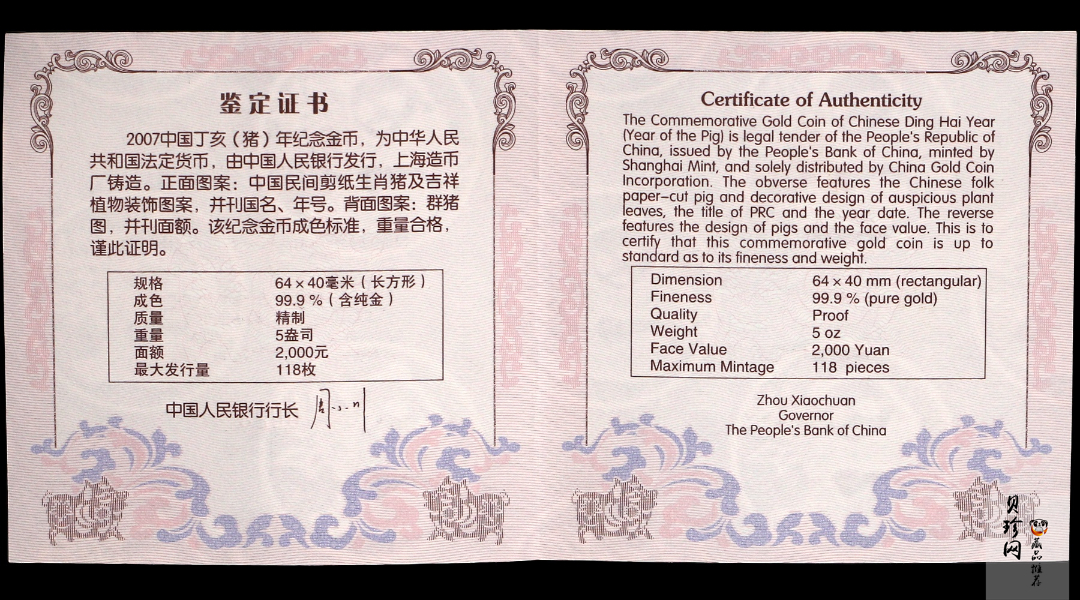 鉴定证书
2007中国丁亥（猪）年纪念金币，为中华人民
共和国法定货币，由中国人民银行发行，上海造币
厂铸造。正面图案：中国民间剪纸生肖猪及吉祥
植物装饰图案，并刊国名、年号。背面图案：群猪
图，并刊面额。该纪念金币成色标准，重量合格，
谨此证明。
规格 64×40毫米（长方形）
成色 99.9％（含纯金）
质量 精制
重量 5盎司
面额 2,000元
最大发行量 118枚
中国人民银行行长 周小川
Certificate of Authenticity
The Commemorative Gold Coin of Chinese Ding Hai Year
(Year of the Pig) is legal tender of the People's Republic of
China, issued by the People's Bank of China, minted by
Shanghai Mint, and solely distributed by China Gold Coin
Incorporation. The obverse features the Chinese folk
paper-cut pig and decorative design of auspicious plant
leaves, the title of PRC and the year date. The reverse
features the design of pigs and the face value. This is to
certify that this commemorative gold coin is up to
standard as to its fineness and weight.
Dimension 64×40 mm (rectangular)
Fineness 99.9 % (pure gold)
Quality Proof
Weight 5 oz
Face Value 2,000 Yuan
Maximum Mintage 118 pieces
Zhou Xiaochuan
Governor
The People's Bank of China
贝珍网
藏品推荐